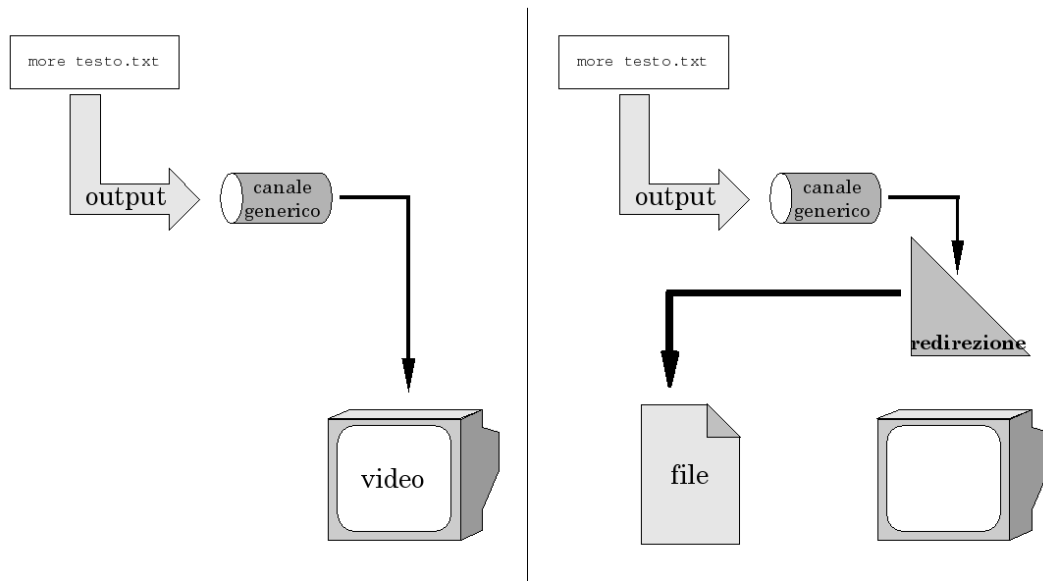 more testo.txt
output
canale
generico
video
more testo.txt
output
canale
generico
redirezione
file